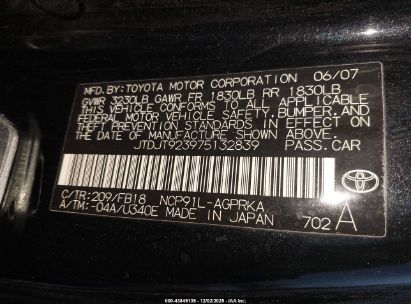 MFD.BY:TOYOTA MOTOR CORPORATION 06/07
GVWR 3230LB GAWR FR 1830LB RR 1830LB
THIS VEHICLE CONFORMS TO ALL APPLICABLE
FEDERAL MOTOR VEHICLE SAFETY, BUMPER, AND
THEFT PREVENTION STANDARDS IN EFFECT ON
THE DATE OF MANUFACTURE SHOWN ABOVE.
JTDJT923975132839 PASS.CAR
C/TR:209/FB18 NCP91L-AGPRKA
A/TM:-04A/U340E MADE IN JAPAN 702 A